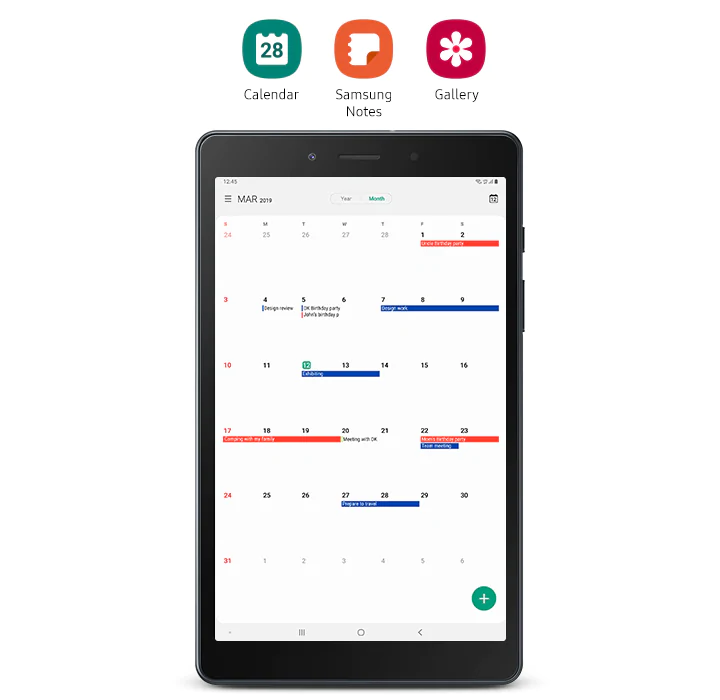 28
Calendar
Samsung
Notes
Gallery
12.45
MAR 2019
Year
Month
12
S M T W T F S
24 25 26 27 28 1 2
Uncle Birthday party
3 4 5 6 7 8 9
Design review
DK Birthday party
Design work
John's birthday p
10 11 12 13 14 15 16
Exhibiting
17 18 19 20 21 22 23
Camping with my family
Meeting with DK
Mom's Birthday party
Team meeting
24 25 26 27 28 29 30
Prepare to travel
31 1 2 3 4 5 6